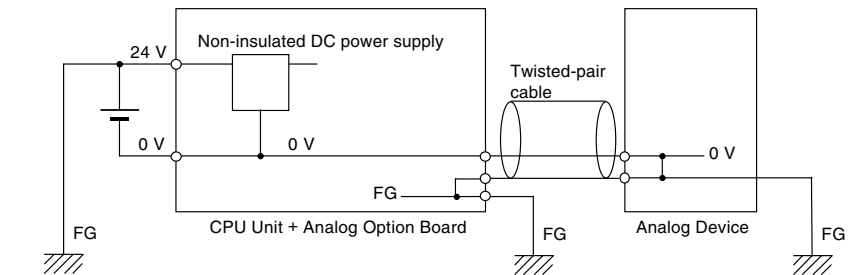 24 V
Non-insulated DC power supply
Twisted-pair
cable
0 V
0 V
0 V
FG
FG
CPU Unit + Analog Option Board
FG
Analog Device
FG